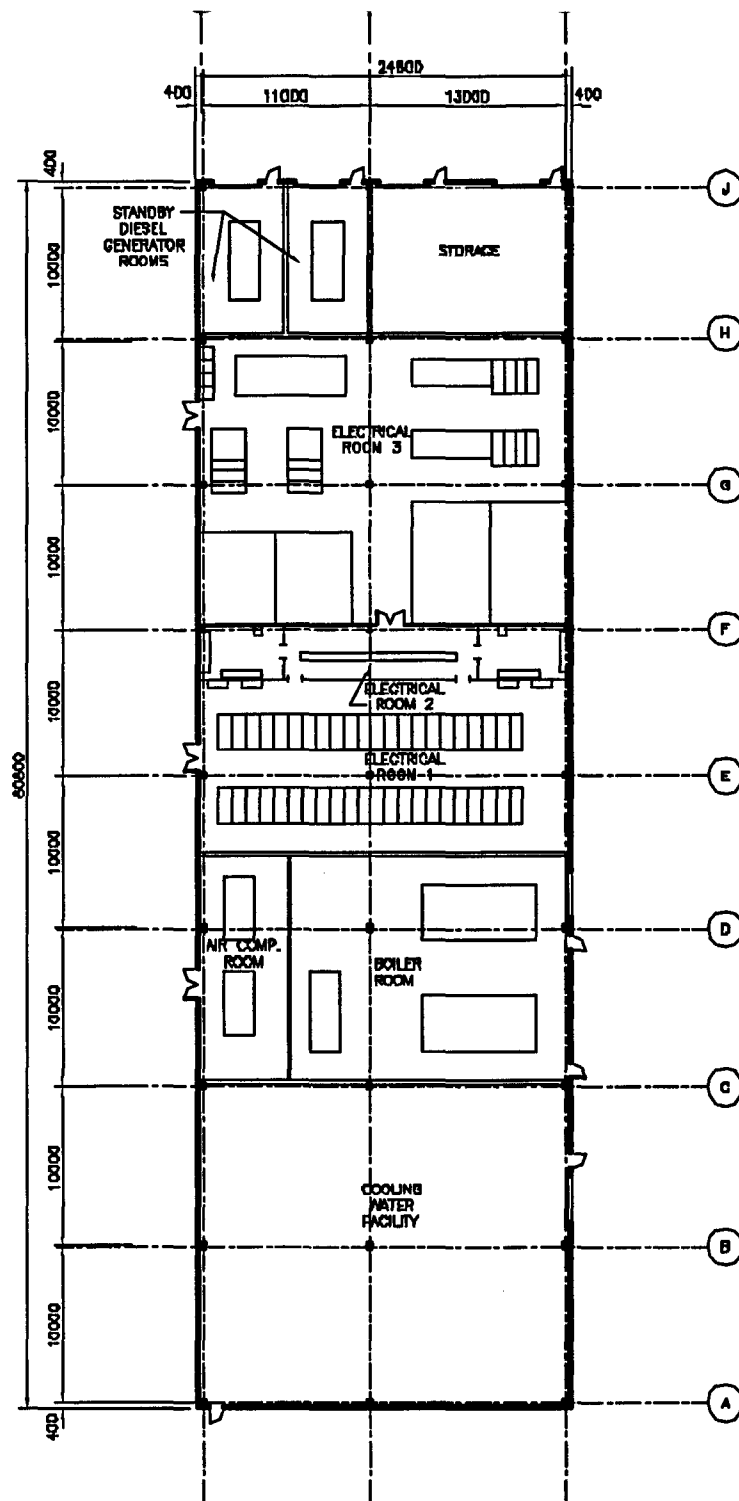 24800
400
11000
13000
400
400
J
STANDBY
DIESEL
GENERATOR
ROOMS
STORAGE
10000
H
10000
ELECTRICAL
ROOM 3
G
10000
F
ELECTRICAL
ROOM 2
10000
80800
ELECTRICAL
ROOM 1
E
10000
D
AIR COMP.
ROOM
BOILER
ROOM
10000
C
10000
COOLING
WATER
FACILITY
B
10000
A
400